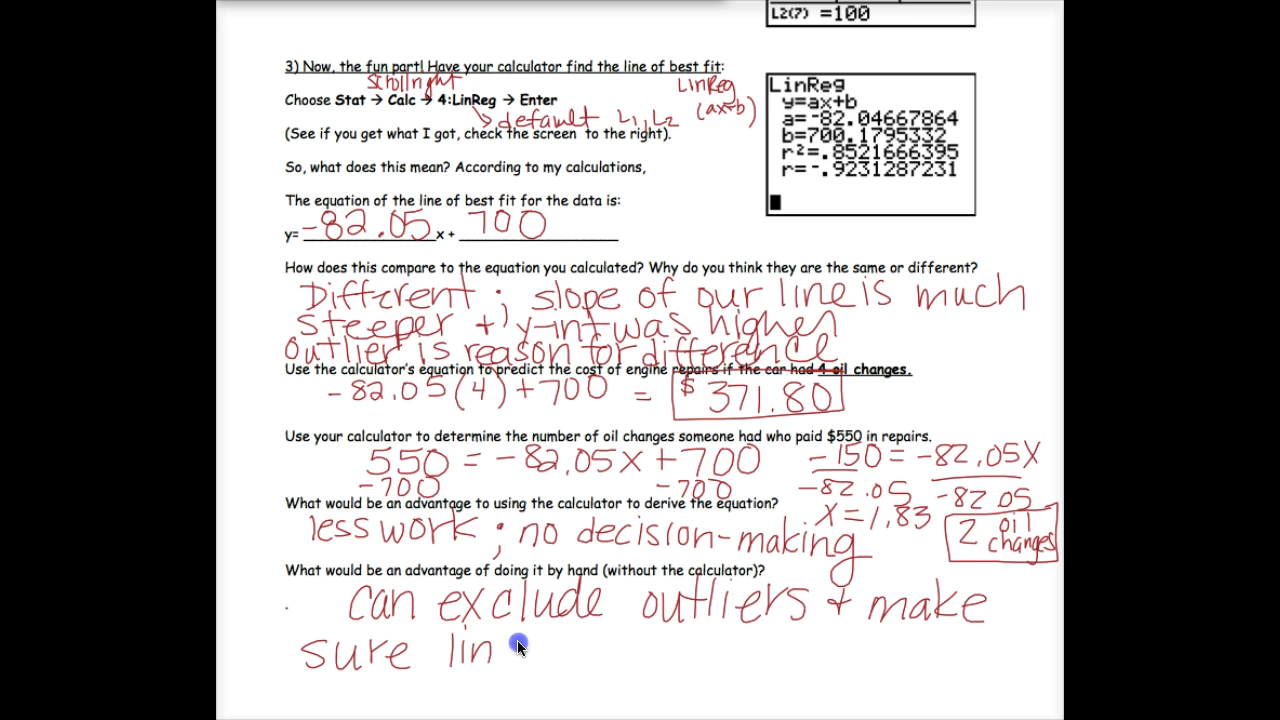 L2(7) =100
3) Now, the fun part! Have your calculator find the line of best fit:
scroll right
LinReg
(ax+b)
Choose Stat → Calc → 4:LinReg → Enter
default L1, L2
(See if you get what I got, check the screen to the right).
LinReg
y=ax+b
a=-82.04667864
b=700.1795332
r²=.8521666395
r=-.9231287231
So, what does this mean? According to my calculations,
The equation of the line of best fit for the data is:
y= -82.05 x + 700
How does this compare to the equation you calculated? Why do you think they are the same or different?
Different ; slope of our line is much
steeper + y-int was higher
Outlier is reason for difference
Use the calculator's equation to predict the cost of engine repairs if the car had 4 oil changes.
-82.05(4)+700 = $371.80
Use your calculator to determine the number of oil changes someone had who paid $550 in repairs.
550 = -82.05x +700
-700 -700
-150 = -82.05x
-82.05 -82.05
x=1.83
2 oil
changes
What would be an advantage to using the calculator to derive the equation?
less work ; no decision-making
What would be an advantage of doing it by hand (without the calculator)?
can exclude outliers + make
sure lin